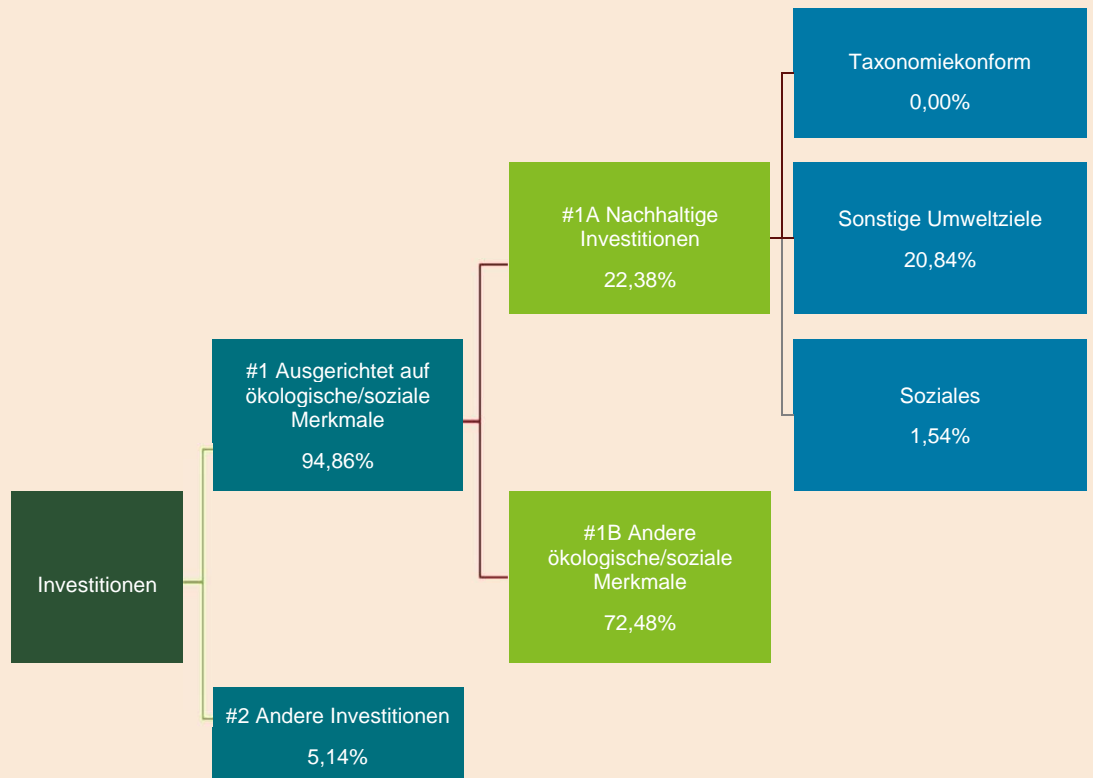 Taxonomiekonform
0,00%
#1A Nachhaltige
Investitionen
22,38%
Sonstige Umweltziele
20,84%
#1 Ausgerichtet auf
ökologische/soziale
Merkmale
94,86%
Soziales
1,54%
Investitionen
#1B Andere
ökologische/soziale
Merkmale
72,48%
#2 Andere Investitionen
5,14%